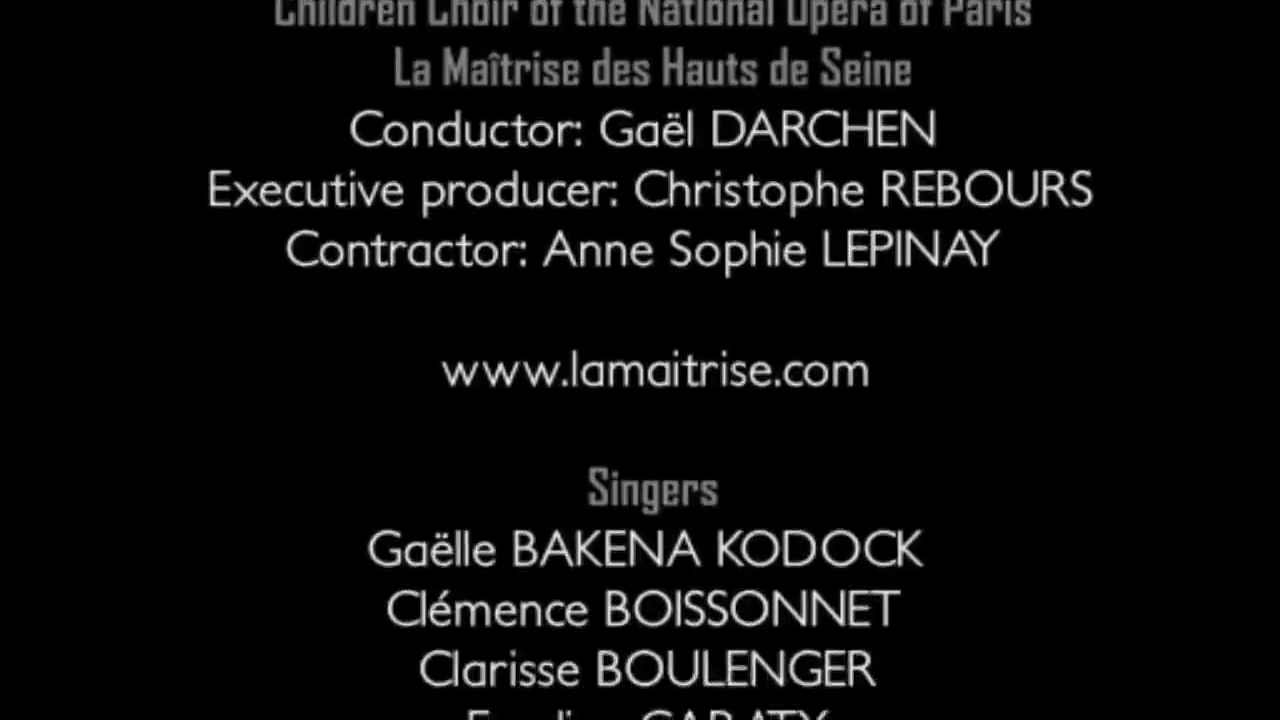 Children Choir of the National Opera of Paris
La Maîtrise des Hauts de Seine
Conductor: Gaël DARCHEN
Executive producer: Christophe REBOURS
Contractor: Anne Sophie LEPINAY
www.lamaitrise.com
Singers
Gaëlle BAKENA KODOCK
Clémence BOISSONNET
Clarisse BOULENGER